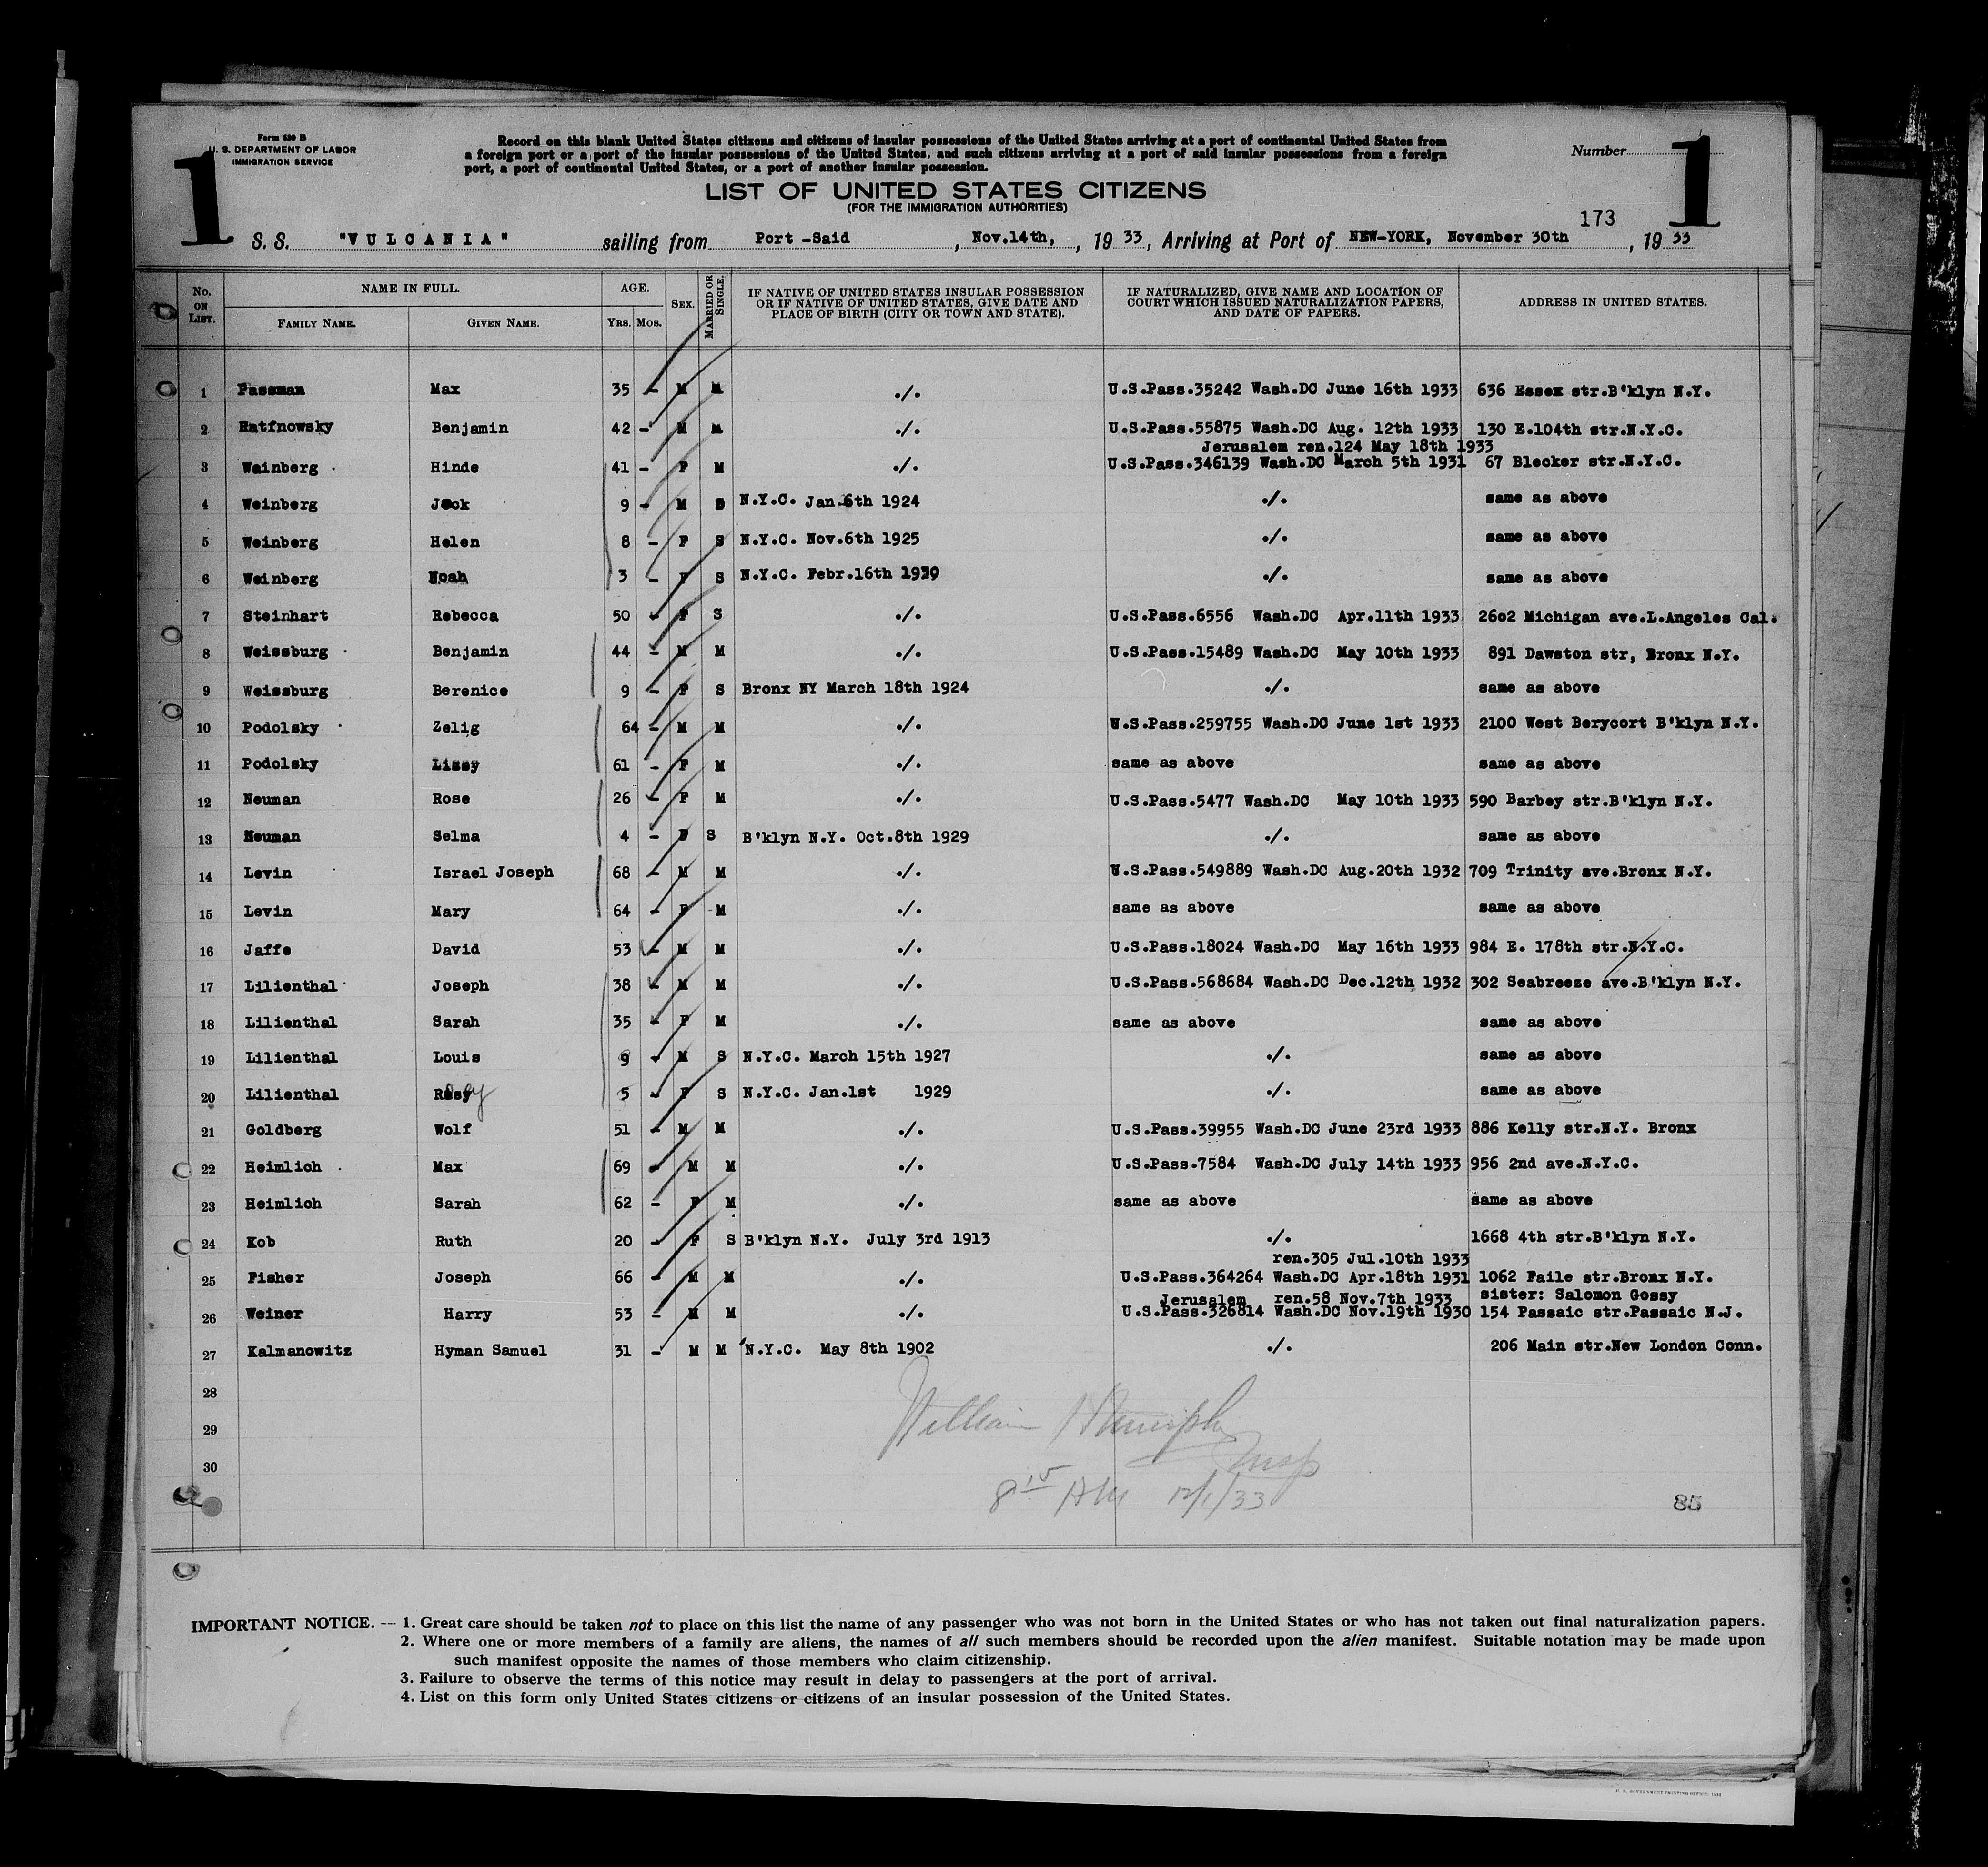 Form 630 B
U. S. DEPARTMENT OF LABOR
IMMIGRATION SERVICE
1
Record on this blank United States citizens and citizens of insular possessions of the United States arriving at a port of continental United States from
a foreign port or a port of the insular possessions of the United States, and such citizens arriving at a port of said insular possessions from a foreign
port, a port of continental United States, or a port of another insular possession.
Number
1
LIST OF UNITED STATES CITIZENS
(FOR THE IMMIGRATION AUTHORITIES)
173
S. S. "VULCANIA" sailing from Port -Said , Nov.14th, , 19 33 , Arriving at Port of NEW-YORK, November 30th , 19 33
No. ON LIST. NAME IN FULL. FAMILY NAME. GIVEN NAME. AGE. YRS. MOS. SEX. MARRIED OR SINGLE. IF NATIVE OF UNITED STATES INSULAR POSSESSION OR IF NATIVE OF UNITED STATES, GIVE DATE AND PLACE OF BIRTH (CITY OR TOWN AND STATE). IF NATURALIZED, GIVE NAME AND LOCATION OF COURT WHICH ISSUED NATURALIZATION PAPERS, AND DATE OF PAPERS. ADDRESS IN UNITED STATES.
1 Passman Max 35 - M M ./. U.S.Pass.35242 Wash.DC June 16th 1933 636 Essex str.B'klyn N.Y.
2 Ratfnowsky Benjamin 42 - M M ./. U.S.Pass.55875 Wash.DC Aug. 12th 1933 130 E.104th str.N.Y.C.
Jerusalem ren.124 May 18th 1933
3 Wainberg Hinde 41 - F M ./. U.S.Pass.346139 Wash.DC March 5th 1931 67 Blecker str.N.Y.C.
4 Weinberg Jack 9 - M S N.Y.C. Jan.6th 1924 ./. same as above
5 Weinberg Helen 8 - F S N.Y.C. Nov.6th 1925 ./. same as above
6 Weinberg Noah 3 - F S N.Y.C. Febr.16th 1930 ./. same as above
7 Steinhart Rebecca 50 - F S ./. U.S.Pass.6556 Wash.DC Apr.11th 1933 26o2 Michigan ave.L.Angeles Cal.
8 Weissburg Benjamin 44 - M M ./. U.S.Pass.15489 Wash.DC May 10th 1933 891 Dawston str, Bronx N.Y.
9 Weissburg Berenice 9 - F S Bronx NY March 18th 1924 ./. same as above
10 Podolsky Zelig 64 - M M ./. U.S.Pass.259755 Wash.DC June 1st 1933 2100 West Berycort B'klyn N.Y.
11 Podolsky Lissy 61 - F M ./. same as above same as above
12 Neuman Rose 26 - F M ./. U.S.Pass.5477 Wash.DC May 10th 1933 590 Barbey str.B'klyn N.Y.
13 Neuman Selma 4 - F S B'klyn N.Y. Oct.8th 1929 ./. same as above
14 Levin Israel Joseph 68 - M M ./. U.S.Pass.549889 Wash.DC Aug.20th 1932 709 Trinity ave.Bronx N.Y.
15 Levin Mary 64 - F -M ./. same as above same as above
16 Jaffe David 53 - M M ./. U.S.Pass.18024 Wash.DC May 16th 1933 984 E. 178th str.N.Y.C.
17 Lilienthal Joseph 38 - M M ./. U.S.Pass.568684 Wash.DC Dec.12th 1932 302 Seabreeze ave.B'klyn N.Y.
18 Lilienthal Sarah 35 - F M ./. same as above same as above
19 Lilienthal Louis 9 - M S N.Y.C. March 15th 1927 ./. same as above
20 Lilienthal Rosy 5 - F S N.Y.C. Jan.1st 1929 ./. same as above
21 Goldberg Wolf 51 - M M ./. U.S.Pass.39955 Wash.DC June 23rd 1933 886 Kelly str.N.Y. Bronx
22 Heimlich Max 69 - M M ./. U.S.Pass.7584 Wash.DC July 14th 1933 956 2nd ave.N.Y.C.
23 Heimlich Sarah 62 - F M ./. same as above same as above
24 Kob Ruth 20 - F S B'klyn N.Y. July 3rd 1913 ./. 1668 4th str.B'klyn N.Y.
ren.305 Jul.10th 1933
25 Fisher Joseph 66 - M M ./. U.S.Pass.364264 Wash.DC Apr.18th 1931 1062 Faile str.Bronx N.Y.
Jerusalem ren.58 Nov.7th 1933 sister: Salomon Gossy
26 Weiner Harry 53 - M M ./. U.S.Pass.326814 Wash.DC Nov.19th 1930 154 Passaic str.Passaic N.J.
27 Kalmanowitz Hyman Samuel 31 - M M N.Y.C. May 8th 1902 ./. 206 Main str.New London Conn.
28
29
William
Insp
30
8 15 AM 12/1/33
85
IMPORTANT NOTICE. — 1. Great care should be taken not to place on this list the name of any passenger who was not born in the United States or who has not taken out final naturalization papers.
2. Where one or more members of a family are aliens, the names of all such members should be recorded upon the alien manifest. Suitable notation may be made upon
such manifest opposite the names of those members who claim citizenship.
3. Failure to observe the terms of this notice may result in delay to passengers at the port of arrival.
4. List on this form only United States citizens or citizens of an insular possession of the United States.